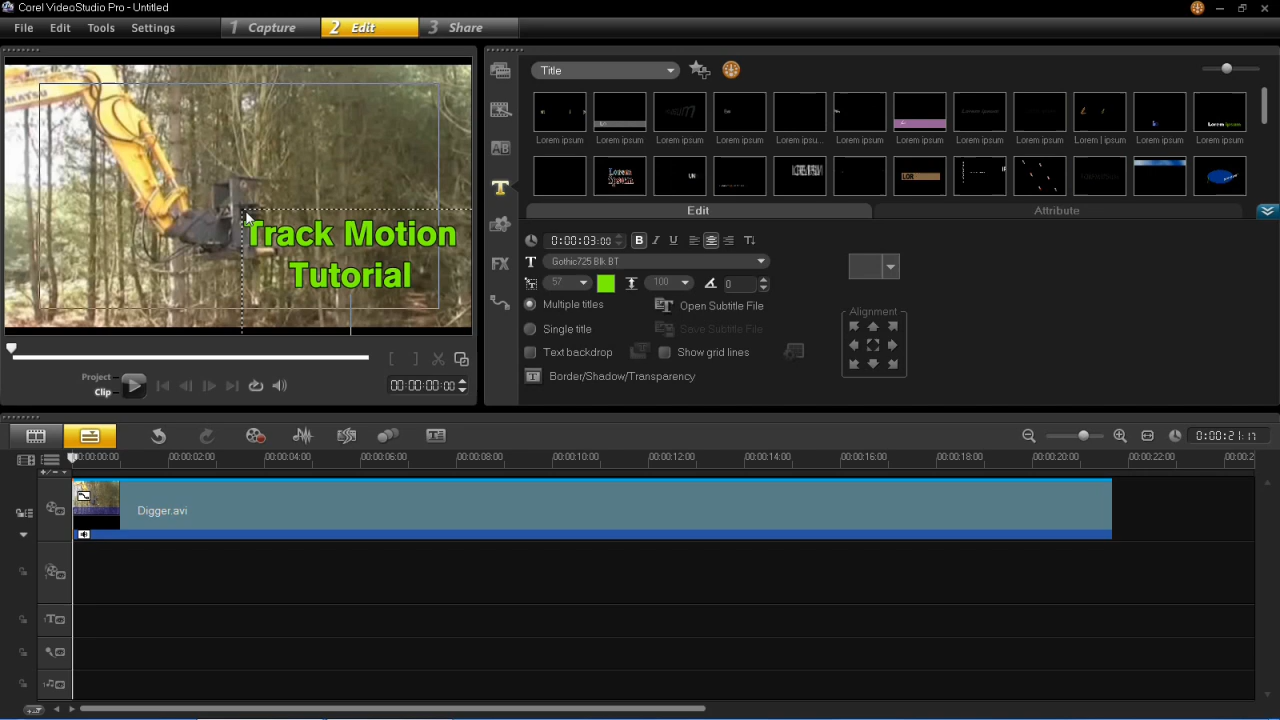 Corel VideoStudio Pro - Untitled
File Edit Tools Settings 1 Capture 2 Edit 3 Share
KOMATSU
Track Motion
Tutorial
Title
Lorem ipsum Lorem ipsum Lorem ipsum Lorem ipsum Lorem ipsu... Lorem ipsum Lorem ipsum Lorem ipsum Lorem ipsum Lorem | ipsum Lorem ipsum Lorem ipsum
Edit Attribute
0:00:03:00 B I U
Gothic725 Blk BT
57 100 0
Multiple titles Open Subtitle File
Single title Save Subtitle File
Text backdrop Show grid lines
Border/Shadow/Transparency
Alignment
Project
Clip
00:00:00:00
0:00:21:17
00:00:00:00 00:00:02:00 00:00:04:00 00:00:06:00 00:00:08:00 00:00:10:00 00:00:12:00 00:00:14:00 00:00:16:00 00:00:18:00 00:00:20:00 00:00:22:00 00:00:2
Digger.avi